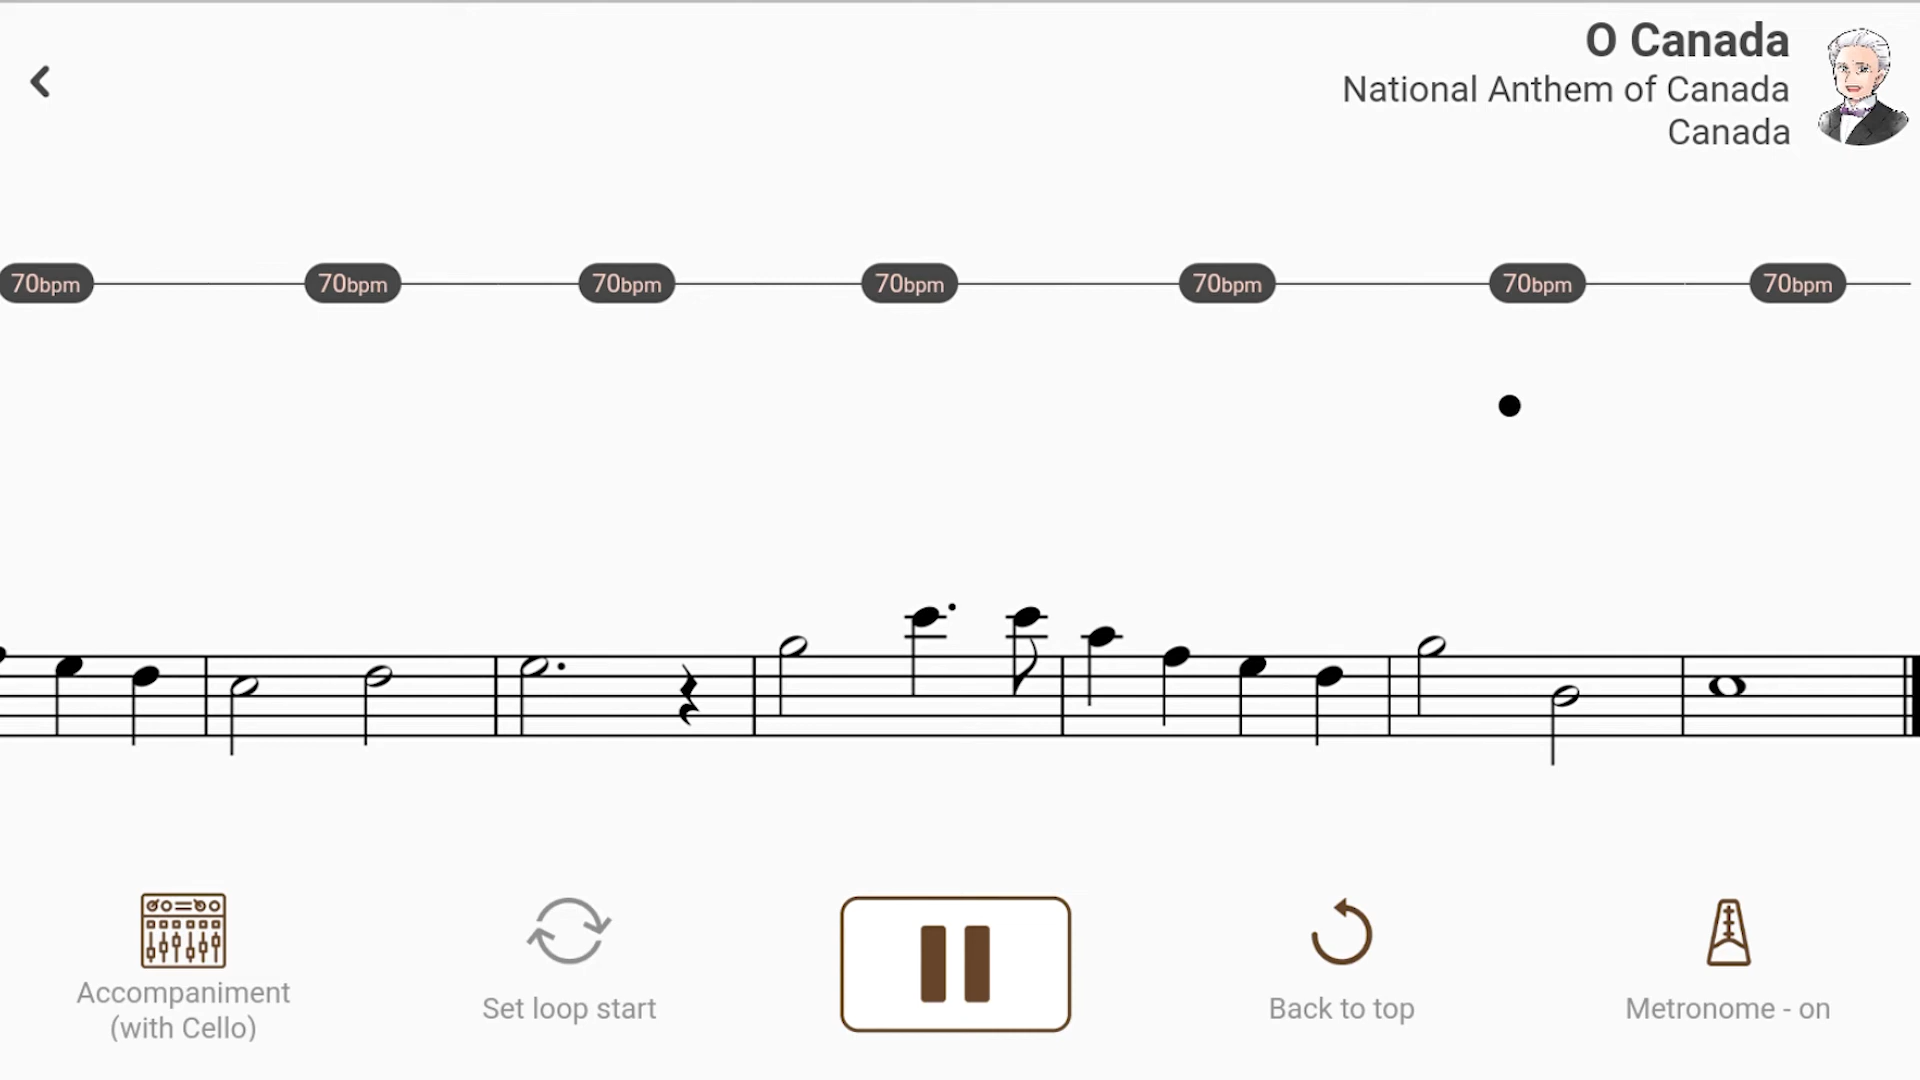 O Canada
National Anthem of Canada
Canada
70bpm 70bpm 70bpm 70bpm 70bpm 70bpm 70bpm
Accompaniment
(with Cello)
Set loop start
Back to top
Metronome - on